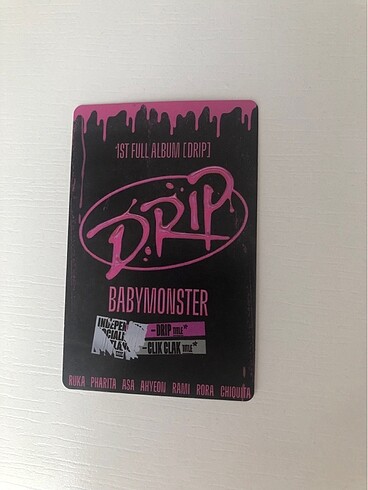 1ST FULL ALBUM [DRIP]
DRIP
BABYMONSTER
DRIP TITLE*
CLIK CLAK TITLE*
RUKA PHARITA ASA AHYEON RAMI RORA CHIQUITA